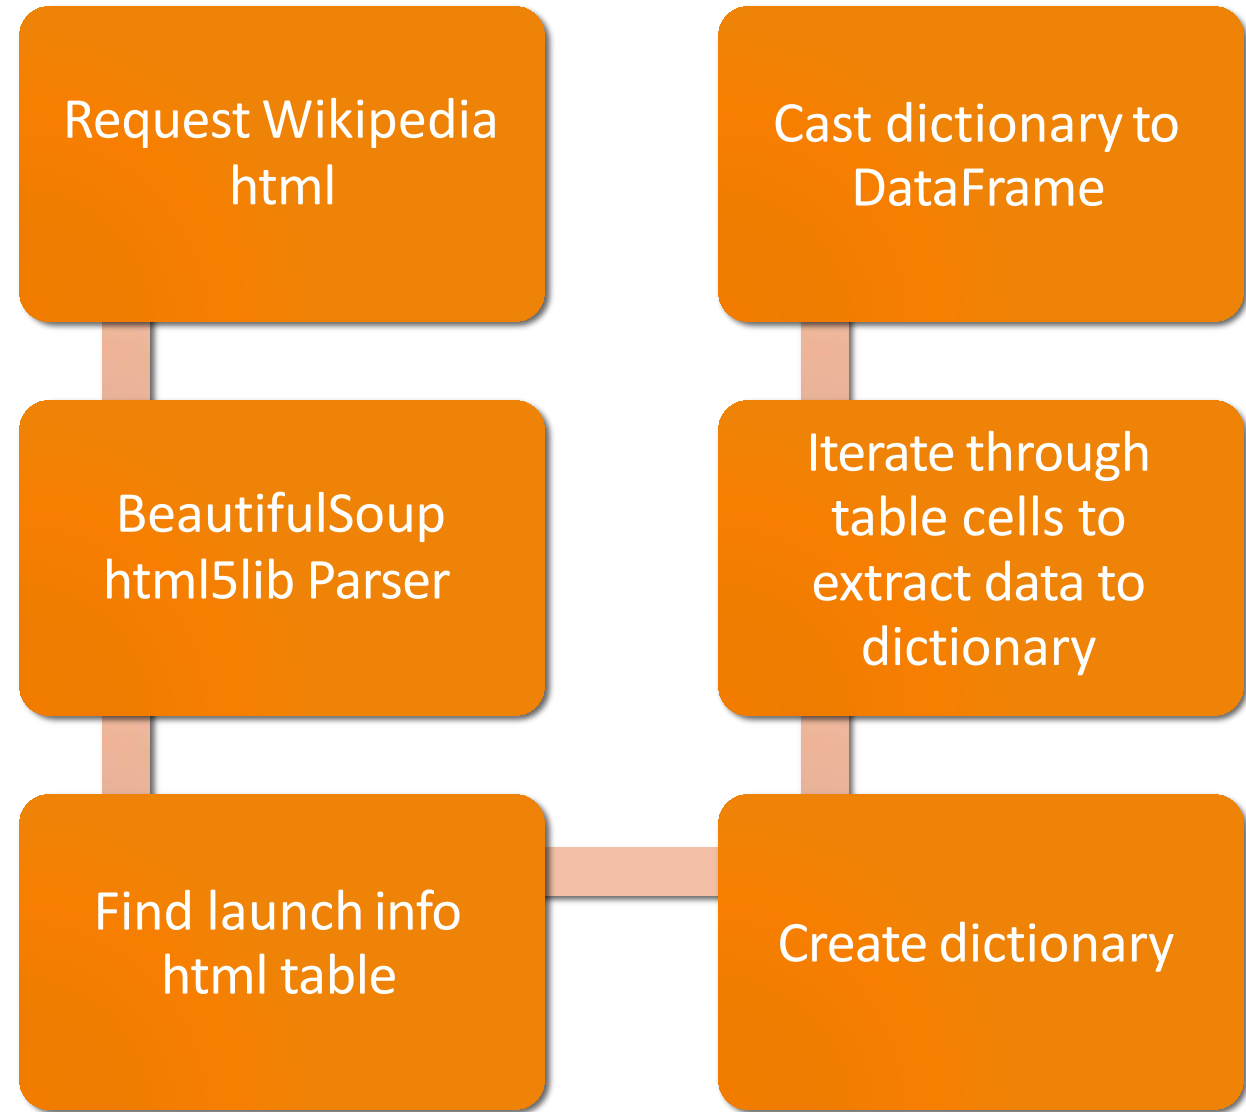 Request Wikipedia
html
BeautifulSoup
html5lib Parser
Find launch info
html table
Create dictionary
Iterate through
table cells to
extract data to
dictionary
Cast dictionary to
DataFrame